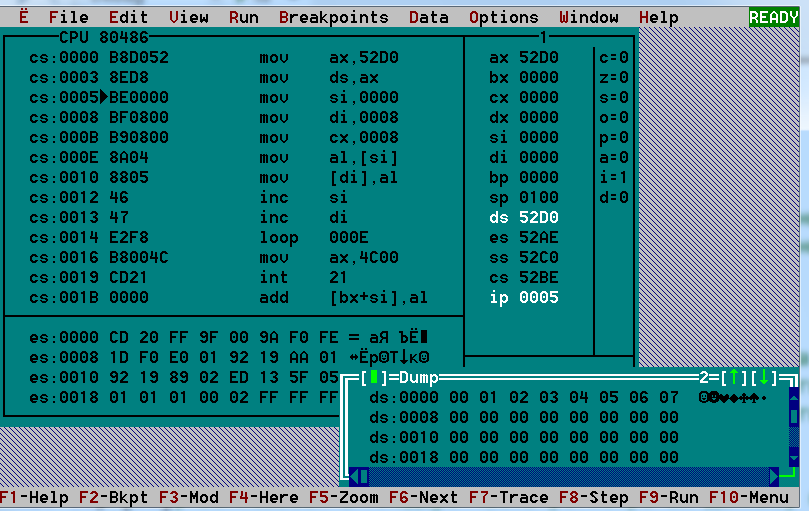 Ë File Edit View Run Breakpoints Data Options Window Help READY
CPU 80486 1
cs:0000 B8D052 mov ax,52D0 ax 52D0 c=0
cs:0003 8ED8 mov ds,ax bx 0000 z=0
cs:0005►BE0000 mov si,0000 cx 0000 s=0
cs:0008 BF0800 mov di,0008 dx 0000 o=0
cs:000B B90800 mov cx,0008 si 0000 p=0
cs:000E 8A04 mov al,[si] di 0000 a=0
cs:0010 8805 mov [di],al bp 0000 i=1
cs:0012 46 inc si sp 0100 d=0
cs:0013 47 inc di ds 52D0
cs:0014 E2F8 loop 000E es 52AE
cs:0016 B8004C mov ax,4C00 ss 52C0
cs:0019 CD21 int 21 cs 52BE
cs:001B 0000 add [bx+si],al ip 0005
es:0000 CD 20 FF 9F 00 9A F0 FE = аЯ ЪЁ■
es:0008 1D F0 E0 01 92 19 AA 01 ↔Ёр☺Т↓к☺
es:0010 92 19 89 02 ED 13 5F 05
es:0018 01 01 01 00 02 FF FF FF
[■]=Dump 2=[↑][↓]
ds:0000 00 01 02 03 04 05 06 07 ☺☻♥♦♣♠•
ds:0008 00 00 00 00 00 00 00 00
ds:0010 00 00 00 00 00 00 00 00
ds:0018 00 00 00 00 00 00 00 00
F1-Help F2-Bkpt F3-Mod F4-Here F5-Zoom F6-Next F7-Trace F8-Step F9-Run F10-Menu